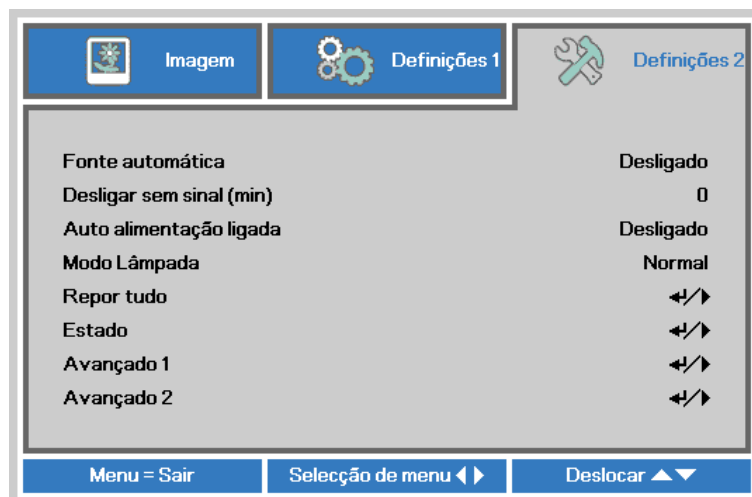 Imagem
Definições 1
Definições 2
Fonte automática Desligado
Desligar sem sinal (min) 0
Auto alimentação ligada Desligado
Modo Lâmpada Normal
Repor tudo ↵/▶
Estado ↵/▶
Avançado 1 ↵/▶
Avançado 2 ↵/▶
Menu = Sair
Selecção de menu ◀▶
Deslocar ▲▼